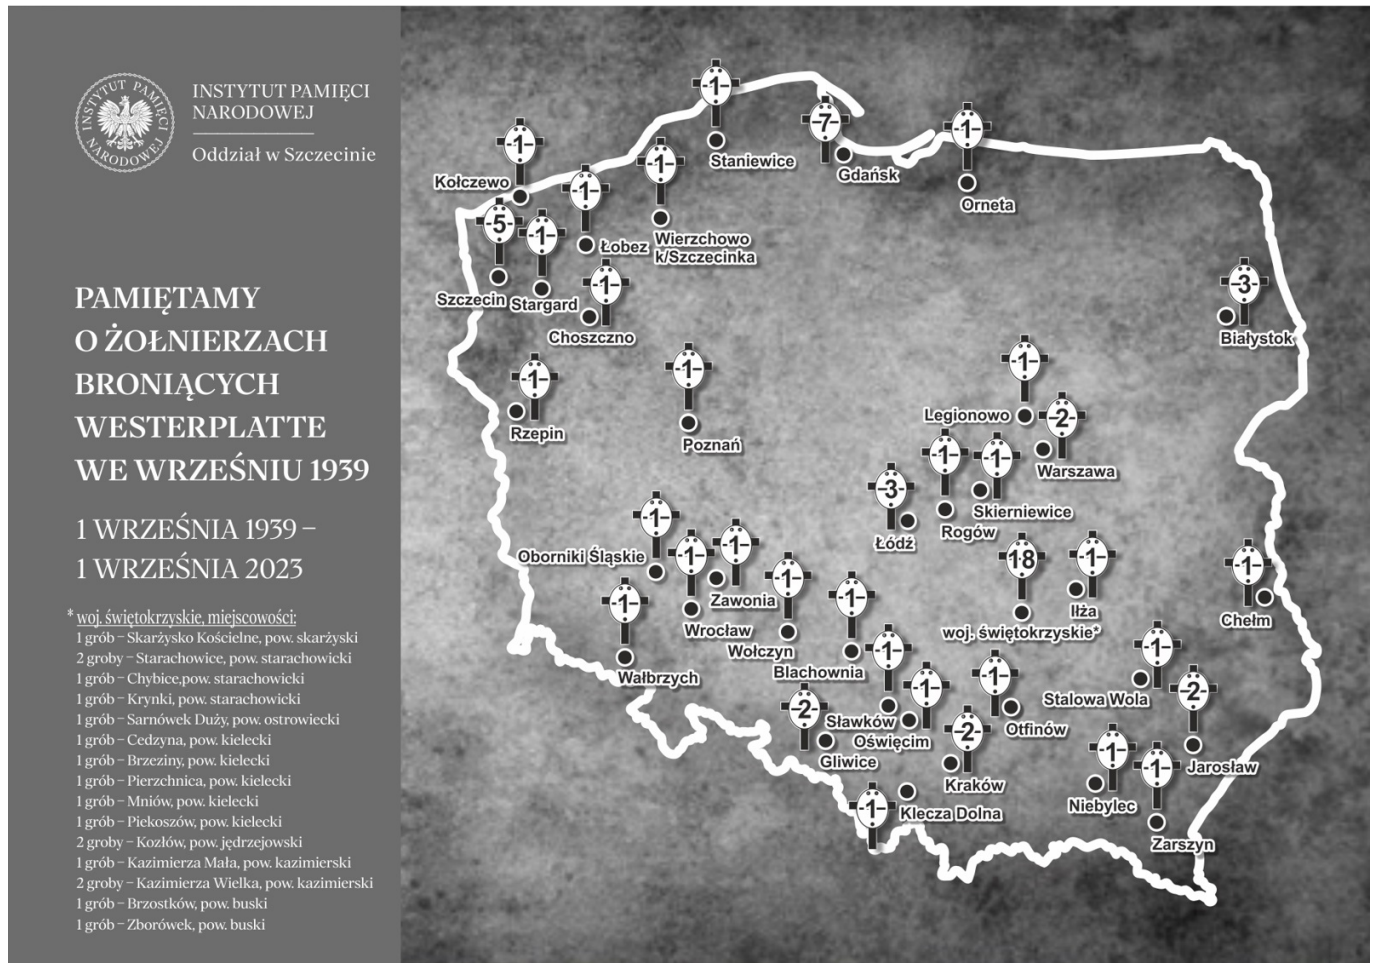 INSTYTUT PAMIĘCI NARODOWEJ
INSTYTUT PAMIĘCI
NARODOWEJ
Oddział w Szczecinie
PAMIĘTAMY
O ŻOŁNIERZACH
BRONIĄCYCH
WESTERPLATTE
WE WRZEŚNIU 1939
1 WRZEŚNIA 1939 –
1 WRZEŚNIA 2023
* woj. świętokrzyskie, miejscowości:
1 grób – Skarżysko Kościelne, pow. skarżyski
2 groby – Starachowice, pow. starachowicki
1 grób – Chybice,pow. starachowicki
1 grób – Krynki, pow. starachowicki
1 grób – Sarnówek Duży, pow. ostrowiecki
1 grób – Cedzyna, pow. kielecki
1 grób – Brzeziny, pow. kielecki
1 grób – Pierzchnica, pow. kielecki
1 grób – Mniów, pow. kielecki
1 grób – Piekoszów, pow. kielecki
2 groby – Kozłów, pow. jędrzejowski
1 grób – Kazimierza Mała, pow. kazimierski
2 groby – Kazimierza Wielka, pow. kazimierski
1 grób – Brzostków, pow. buski
1 grób – Zborówek, pow. buski
-1-
Staniewice
-7-
Gdańsk
-1-
Orneta
-1-
Kołczewo
-1-
Łobez
-1-
Wierzchowo
k/Szczecinka
-5-
Szczecin
-1-
Stargard
-1-
Choszczno
-3-
Białystok
-1-
Rzepin
-1-
Poznań
-1-
Legionowo
-2-
Warszawa
-3-
Łódź
-1-
Rogów
-1-
Skierniewice
-1-
Oborniki Śląskie
-1-
Wrocław
-1-
Zawonia
-1-
Wołczyn
-1-
Blachownia
18
woj. świętokrzyskie*
-1-
Iłża
-1-
Chełm
-1-
Wałbrzych
-1-
Sławków
-1-
Oświęcim
-2-
Gliwice
-2-
Kraków
-1-
Otfinów
-1-
Stalowa Wola
-2-
Jarosław
-1-
Niebylec
-1-
Zarszyn
-1-
Klecza Dolna